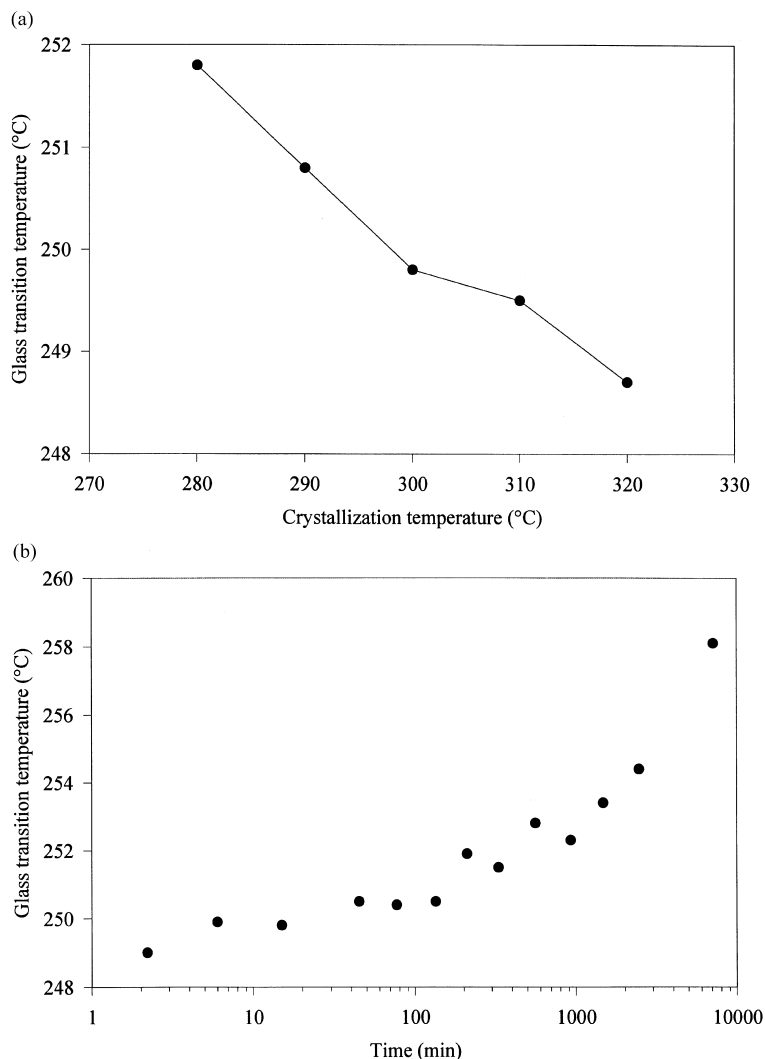 (a)
252
251
250
249
248
Glass transition temperature (°C)
270 280 290 300 310 320 330
Crystallization temperature (°C)
(b)
260
258
256
254
252
250
248
Glass transition temperature (°C)
1 10 100 1000 10000
Time (min)